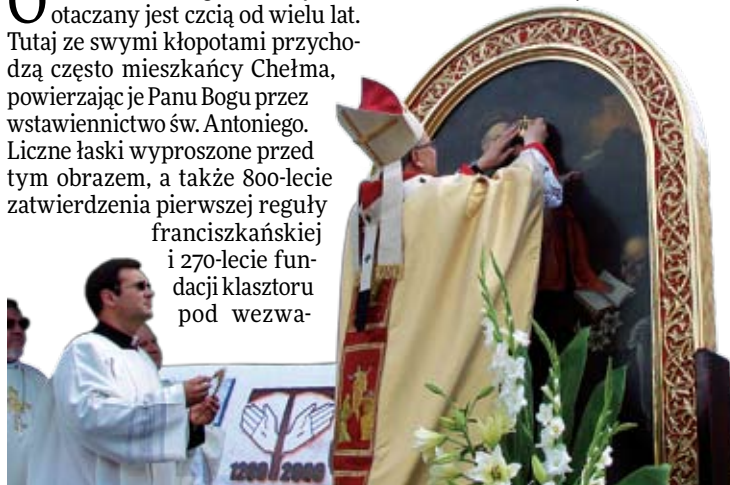 O
otaczany jest czcią od wielu lat.
Tutaj ze swymi kłopotami przycho-
dzą często mieszkańcy Chełma,
powierzając je Panu Bogu przez
wstawiennictwo św. Antoniego.
Liczne łaski wyproszone przed
tym obrazem, a także 800-lecie
zatwierdzenia pierwszej reguły
franciszkańskiej
i 270-lecie fun-
dacji klasztoru
pod wezwa-